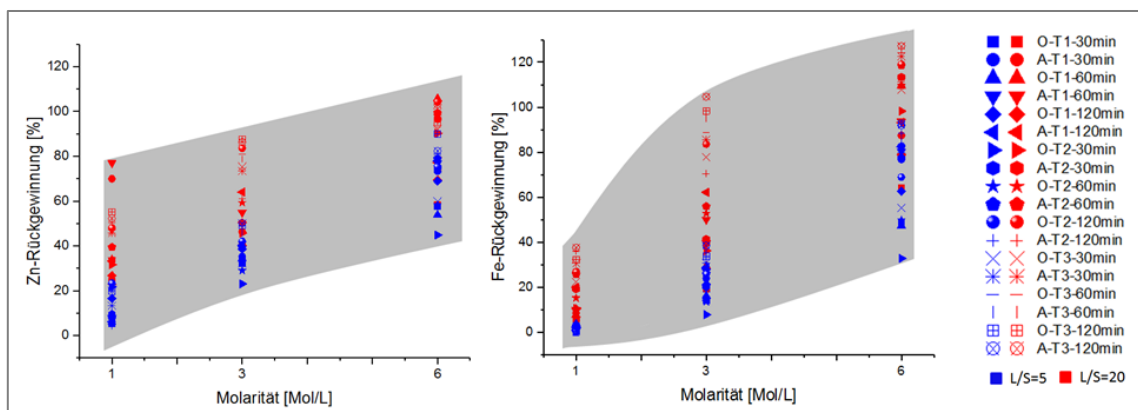 120
100
80
60
40
20
0
Zn-Rückgewinnung [%]
1
3
6
Molarität [Mol/L]
120
100
80
60
40
20
0
Fe-Rückgewinnung [%]
1
3
6
Molarität [Mol/L]
O-T1-30min
A-T1-30min
O-T1-60min
A-T1-60min
O-T1-120min
A-T1-120min
O-T2-30min
A-T2-30min
O-T2-60min
A-T2-60min
O-T2-120min
A-T2-120min
O-T3-30min
A-T3-30min
O-T3-60min
A-T3-60min
O-T3-120min
A-T3-120min
L/S=5 L/S=20